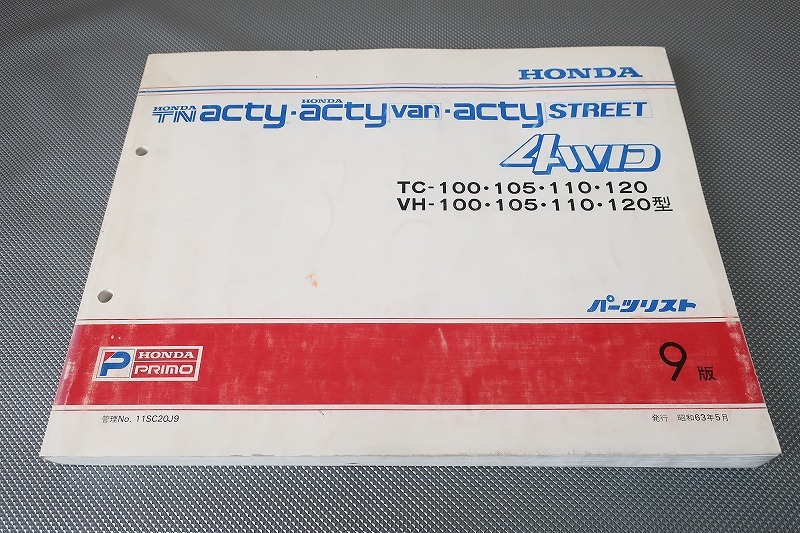 HONDA
HONDA TN acty・HONDA acty van・acty STREET
4WD
TC-100・105・110・120
VH-100・105・110・120型
パーツリスト
P HONDA PRIMO
9版
管理No. 11SC20J9
発行 昭和63年5月